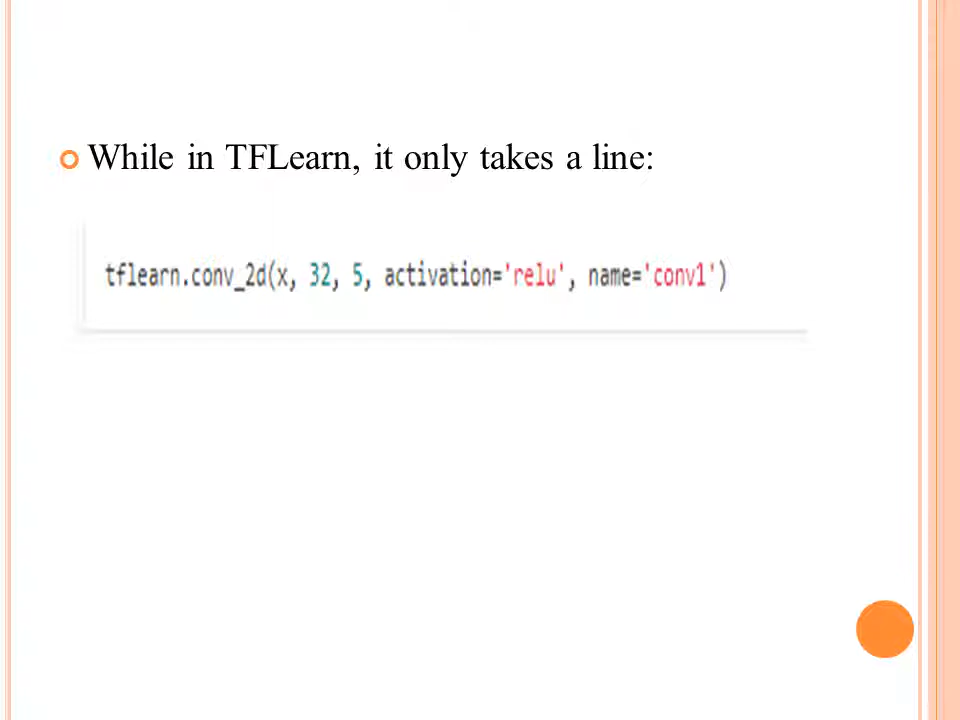 While in TFLearn, it only takes a line:
tflearn.conv_2d(x, 32, 5, activation='relu', name='conv1')